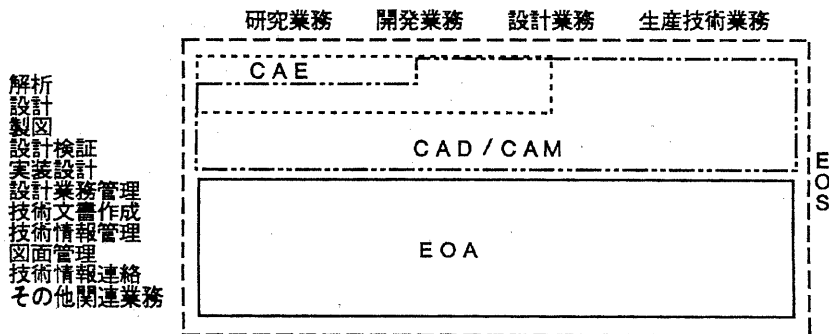 研究業務 開発業務 設計業務 生産技術業務
CAE
解析
設計
製図
設計検証
実装設計
設計業務管理
技術文書作成
技術情報管理
図面管理
技術情報連絡
その他関連業務
CAD/CAM
EOA
EOS